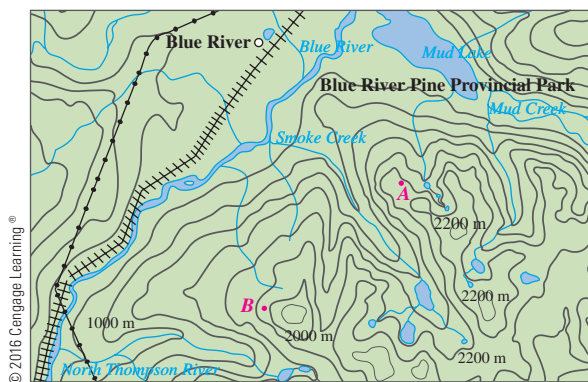 Blue River
Blue River
Mud Lake
Blue River Pine Provincial Park
Mud Creek
Smoke Creek
A
2200 m
2200 m
B
1000 m
2000 m
2200 m
North Thompson River
© 2016 Cengage Learning ®